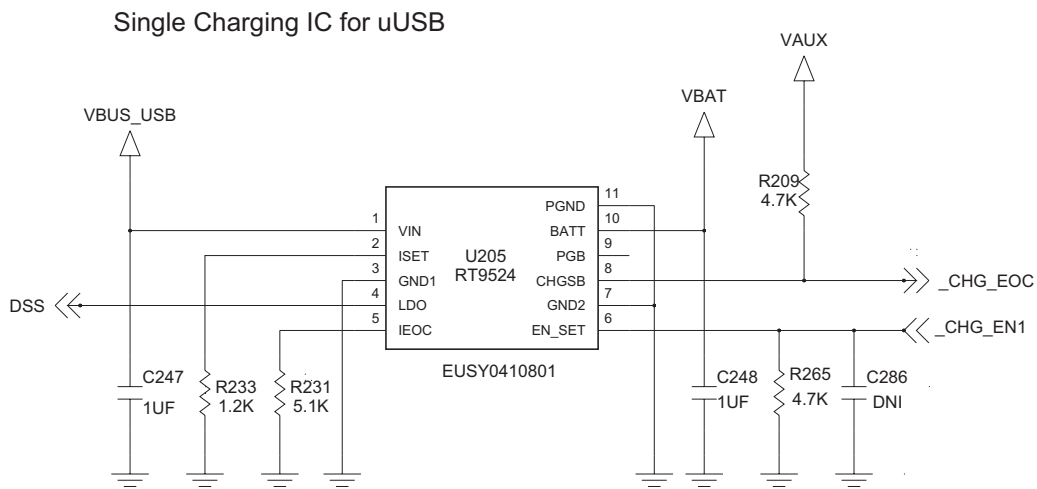 Single Charging IC for uUSB
VAUX
VBAT
VBUS_USB
R209
4.7K
11
PGND
1
10
VIN
BATT
2
9
ISET
U205
PGB
3
RT9524
8
GND1
CHGSB
_CHG_EOC
4
7
DSS
LDO
GND2
5
6
IEOC
EN_SET
_CHG_EN1
EUSY0410801
C247
1UF
R233
1.2K
R231
5.1K
C248
1UF
R265
4.7K
C286
DNI